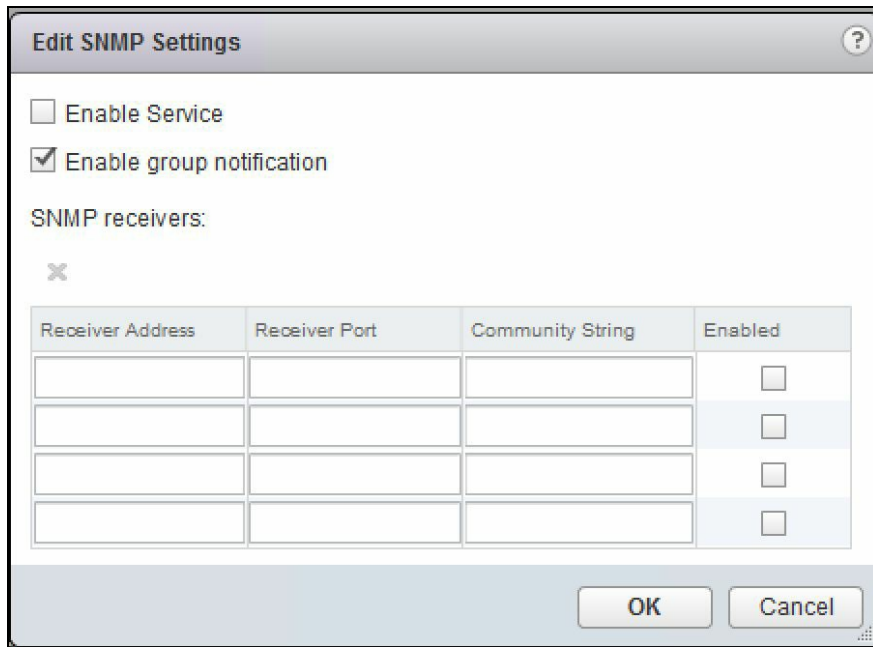 Edit SNMP Settings
?
Enable Service
Enable group notification
SNMP receivers:
Receiver Address Receiver Port Community String Enabled
OK Cancel